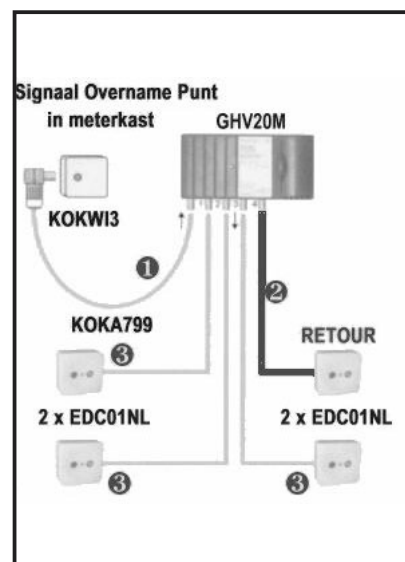 Signaal Overname Punt
in meterkast
GHV20M
KOKWI3
1
2
KOKA799
RETOUR
3
2 x EDC01NL
2 x EDC01NL
3
3